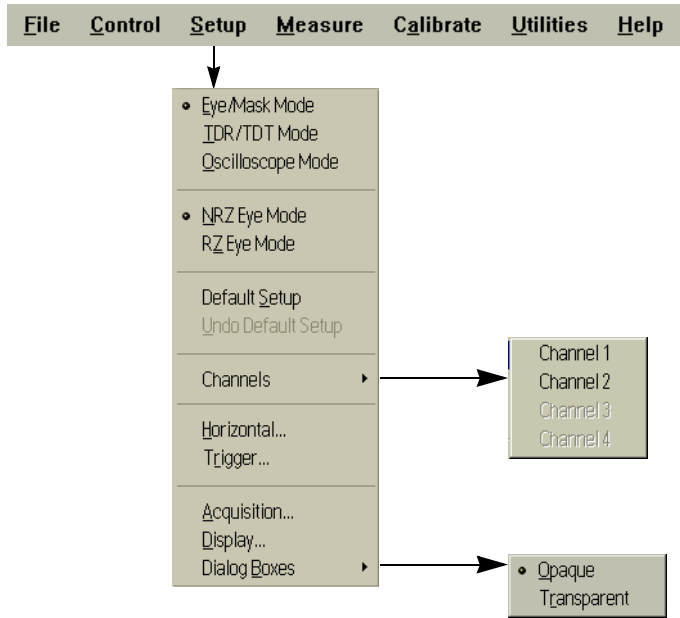 File Control Setup Measure Calibrate Utilities Help
Eye/Mask Mode
TDR/TDT Mode
Oscilloscope Mode
NRZ Eye Mode
RZ Eye Mode
Default Setup
Undo Default Setup
Channels
Channel 1
Channel 2
Channel 3
Channel 4
Horizontal...
Trigger...
Acquisition...
Display...
Dialog Boxes
Opaque
Transparent